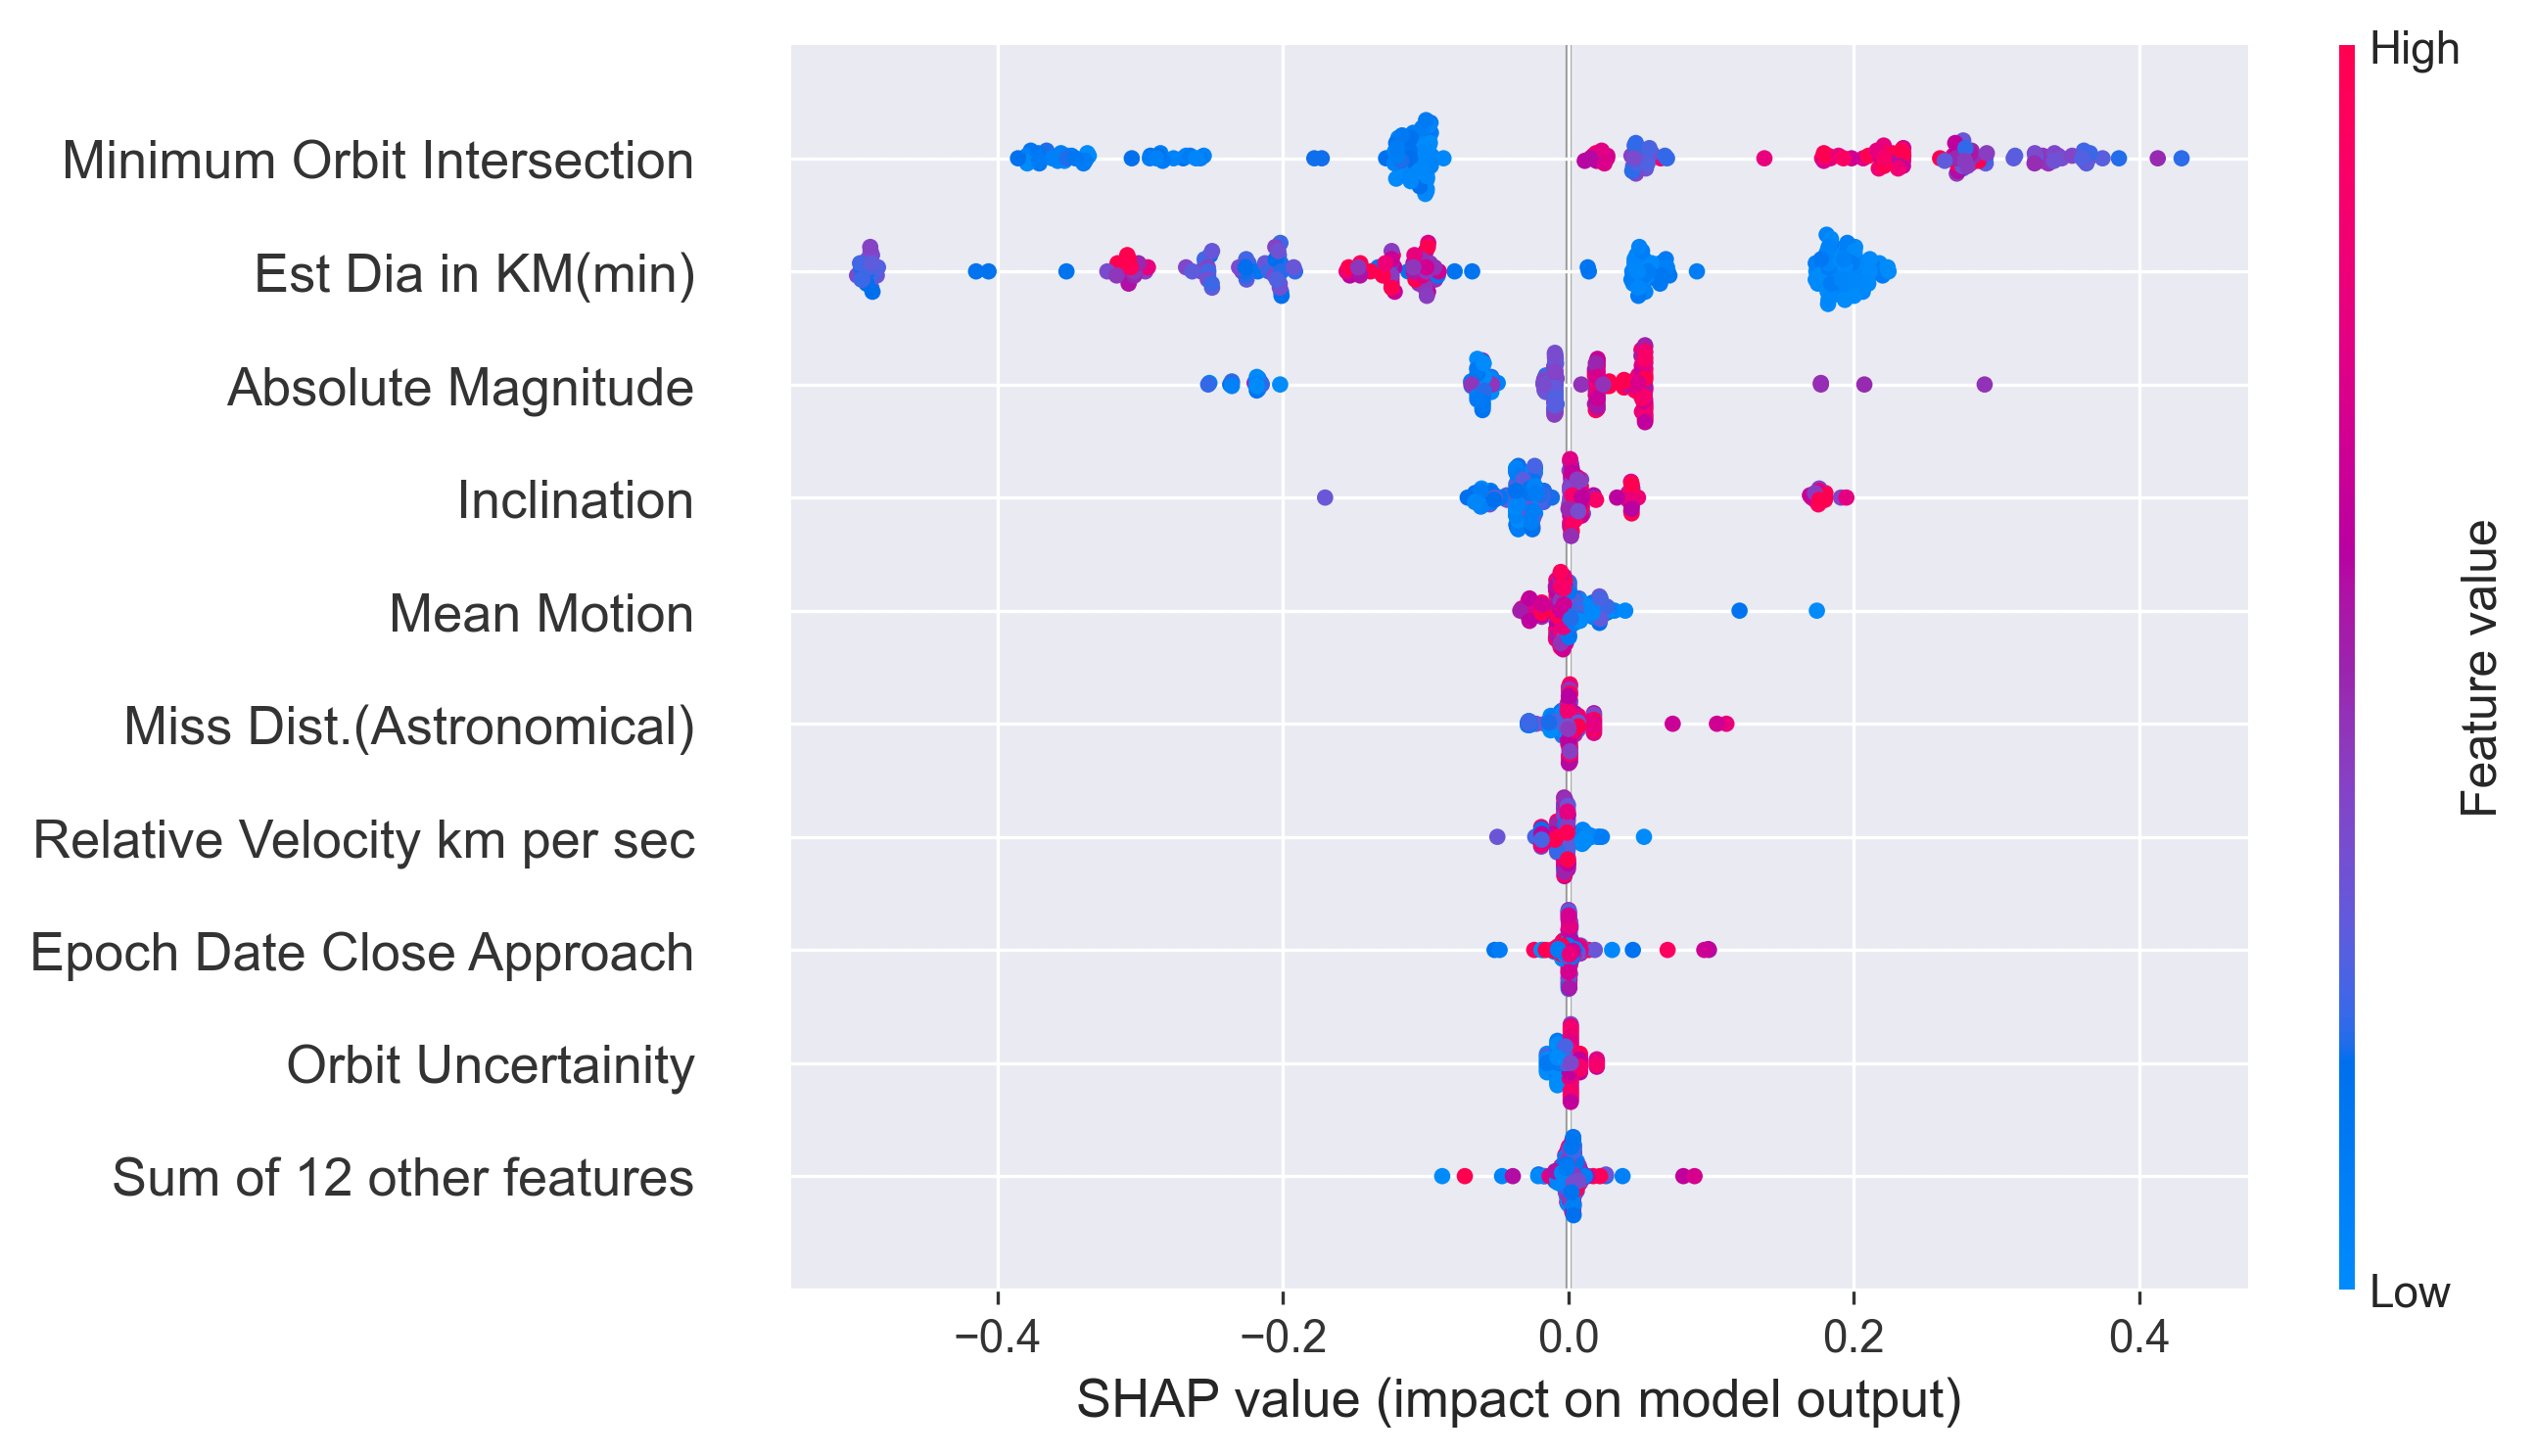 High
Minimum Orbit Intersection
Est Dia in KM(min)
Absolute Magnitude
Inclination
Mean Motion
Miss Dist.(Astronomical)
Relative Velocity km per sec
Epoch Date Close Approach
Orbit Uncertainity
Sum of 12 other features
Feature value
Low
−0.4 −0.2 0.0 0.2 0.4
SHAP value (impact on model output)